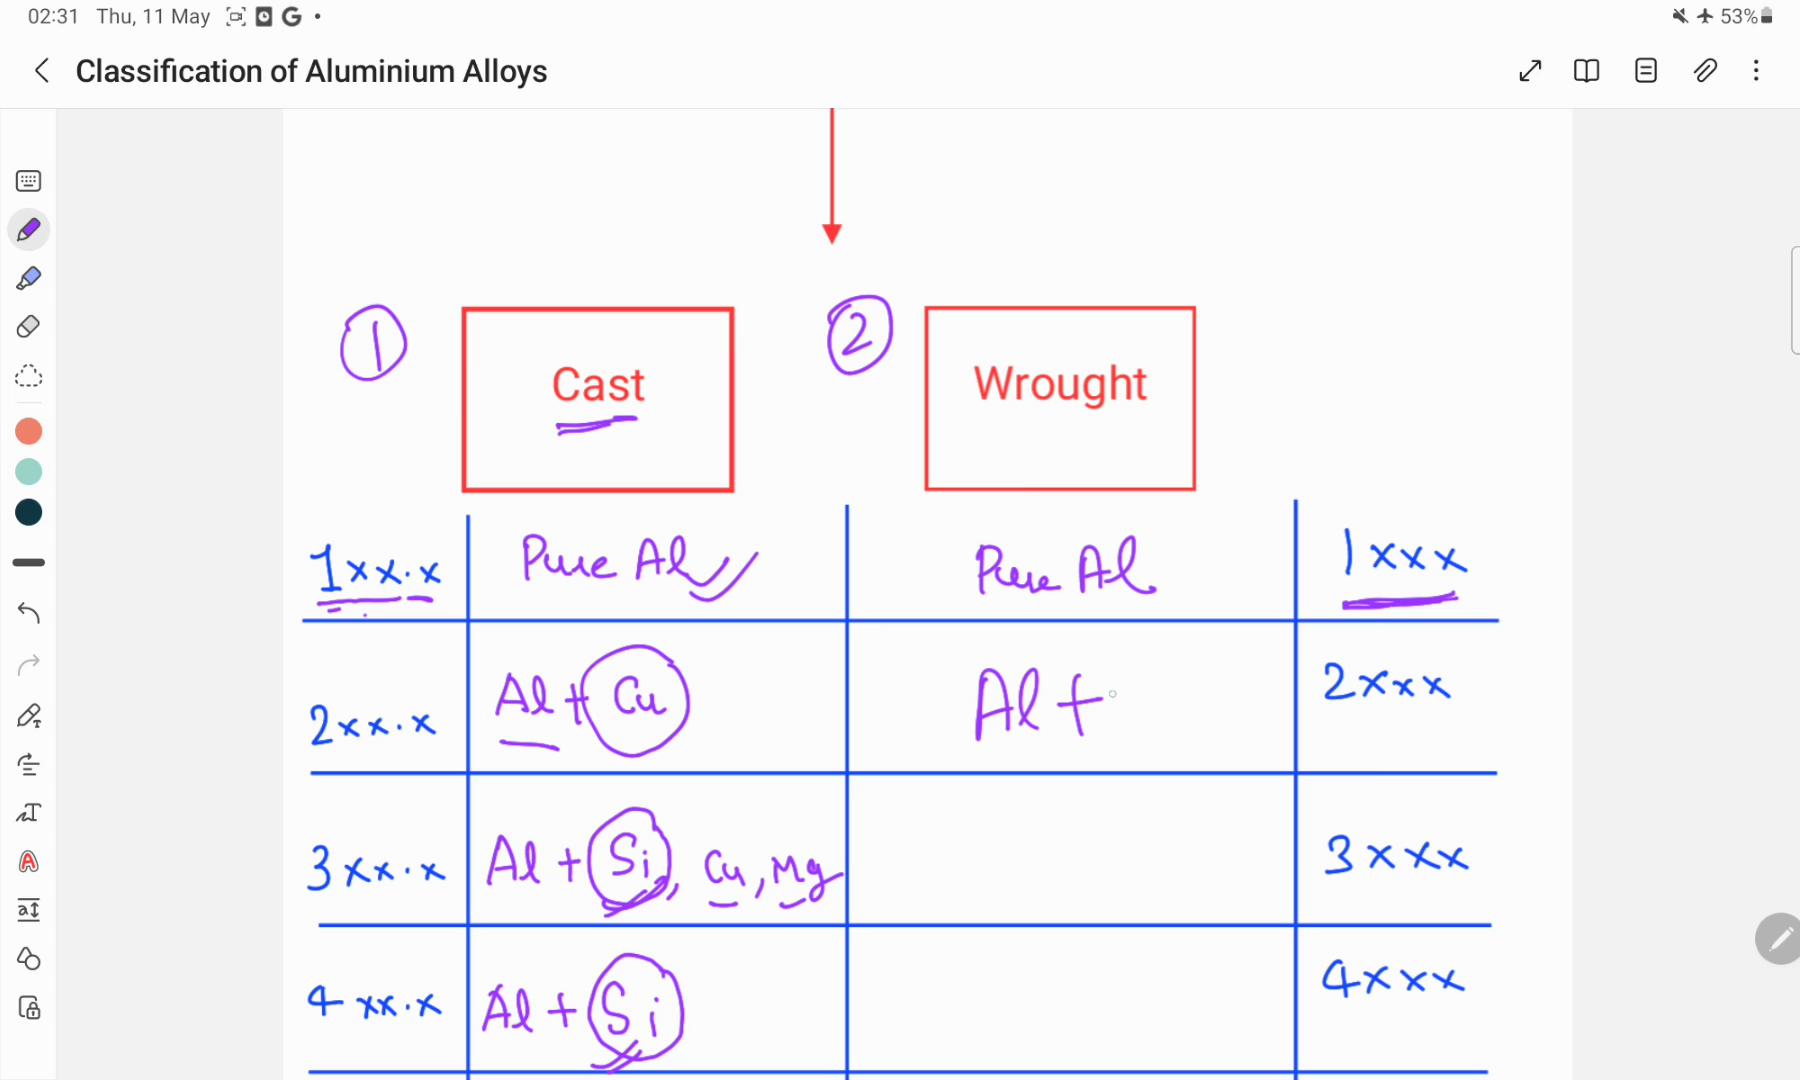 02:31 Thu, 11 May G •
53%
Classification of Aluminium Alloys
1 2
Cast Wrought
1xx.x Pure Al Pure Al 1xxx
2xx.x Al + Cu Al + 2xxx
3xx.x Al + Si, Cu, Mg 3xxx
4xx.x Al + Si 4xxx